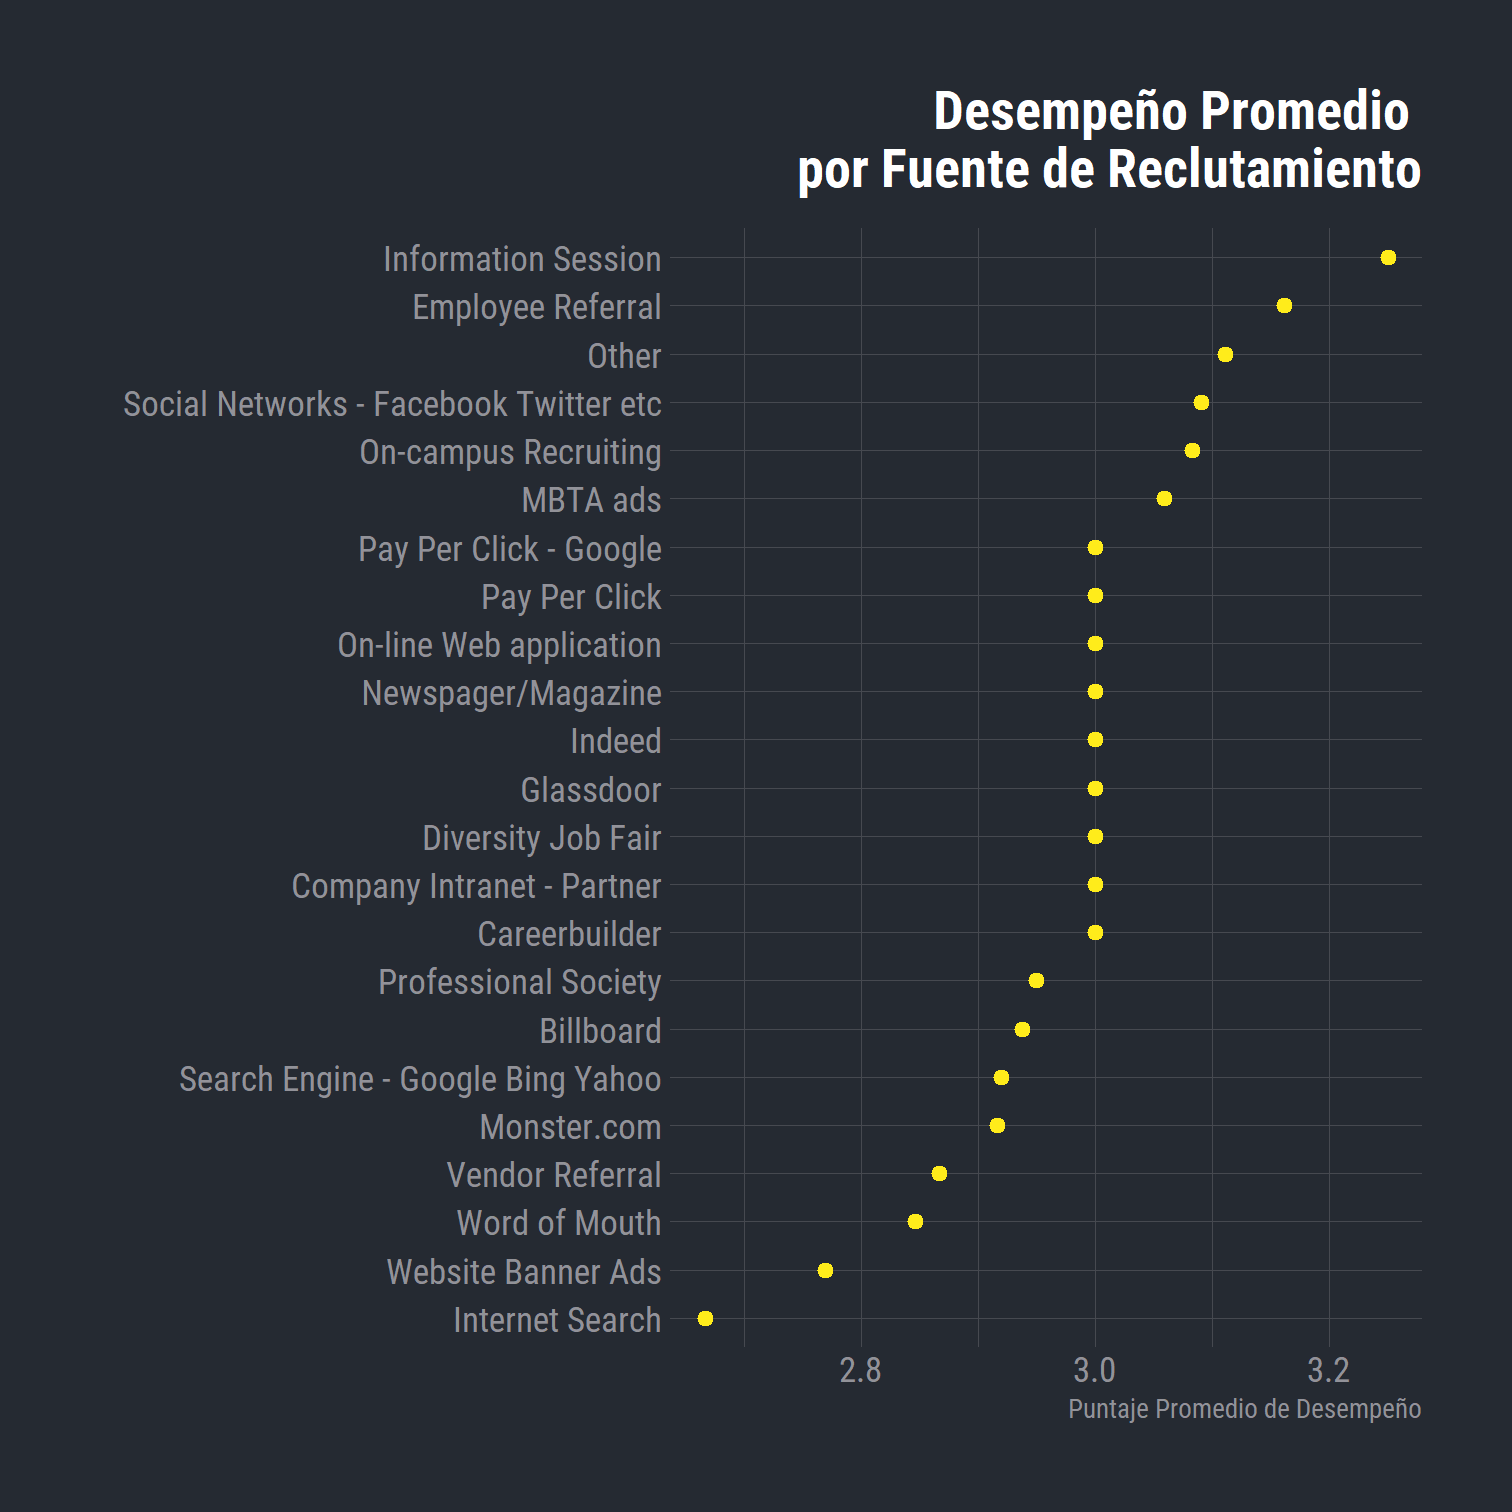 Desempeño Promedio
por Fuente de Reclutamiento
Information Session
Employee Referral
Other
Social Networks - Facebook Twitter etc
On-campus Recruiting
MBTA ads
Pay Per Click - Google
Pay Per Click
On-line Web application
Newspager/Magazine
Indeed
Glassdoor
Diversity Job Fair
Company Intranet - Partner
Careerbuilder
Professional Society
Billboard
Search Engine - Google Bing Yahoo
Monster.com
Vendor Referral
Word of Mouth
Website Banner Ads
Internet Search
2.8 3.0 3.2
Puntaje Promedio de Desempeño